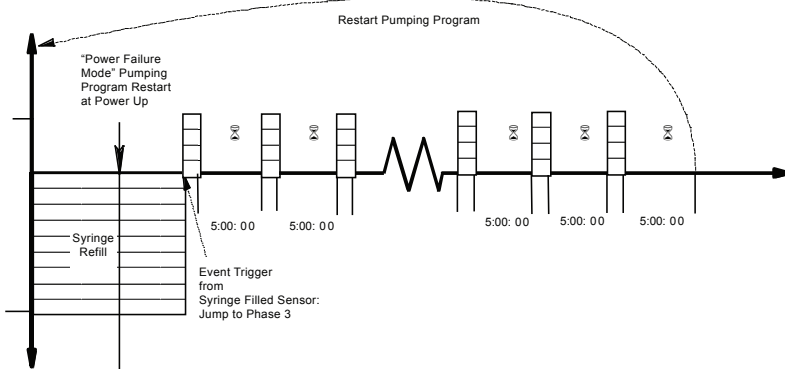 Restart Pumping Program
“Power Failure
Mode” Pumping
Program Restart
at Power Up
5:00: 00
5:00: 00
5:00: 00
5:00: 00
5:00: 00
Syringe
Refill
Event Trigger
from
Syringe Filled Sensor:
Jump to Phase 3